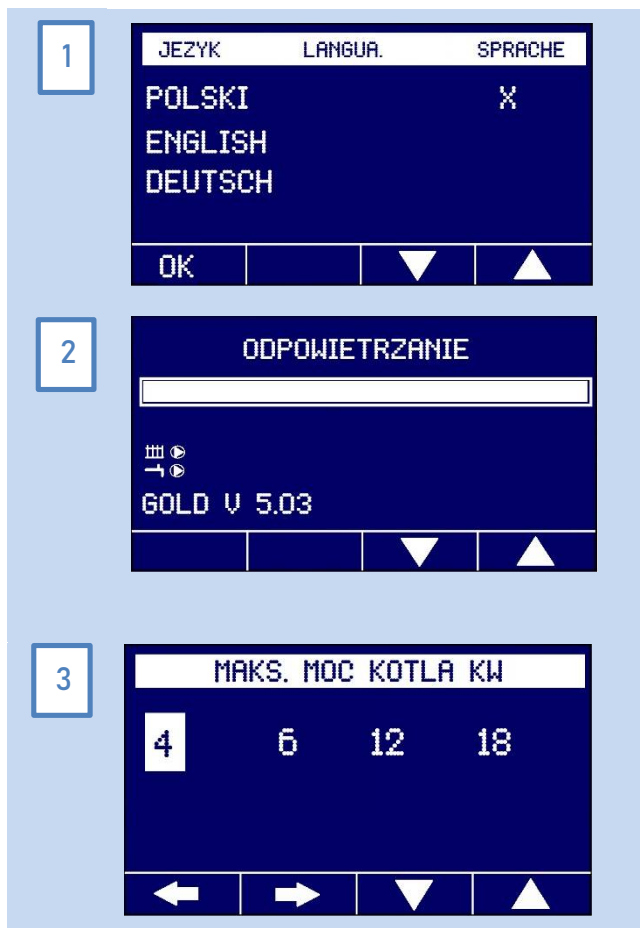 1
JEZYK LANGUA. SPRACHE
POLSKI X
ENGLISH
DEUTSCH
OK
2
ODPOWIETRZANIE
GOLD V 5.03
3
MAKS. MOC KOTLA KW
4 6 12 18